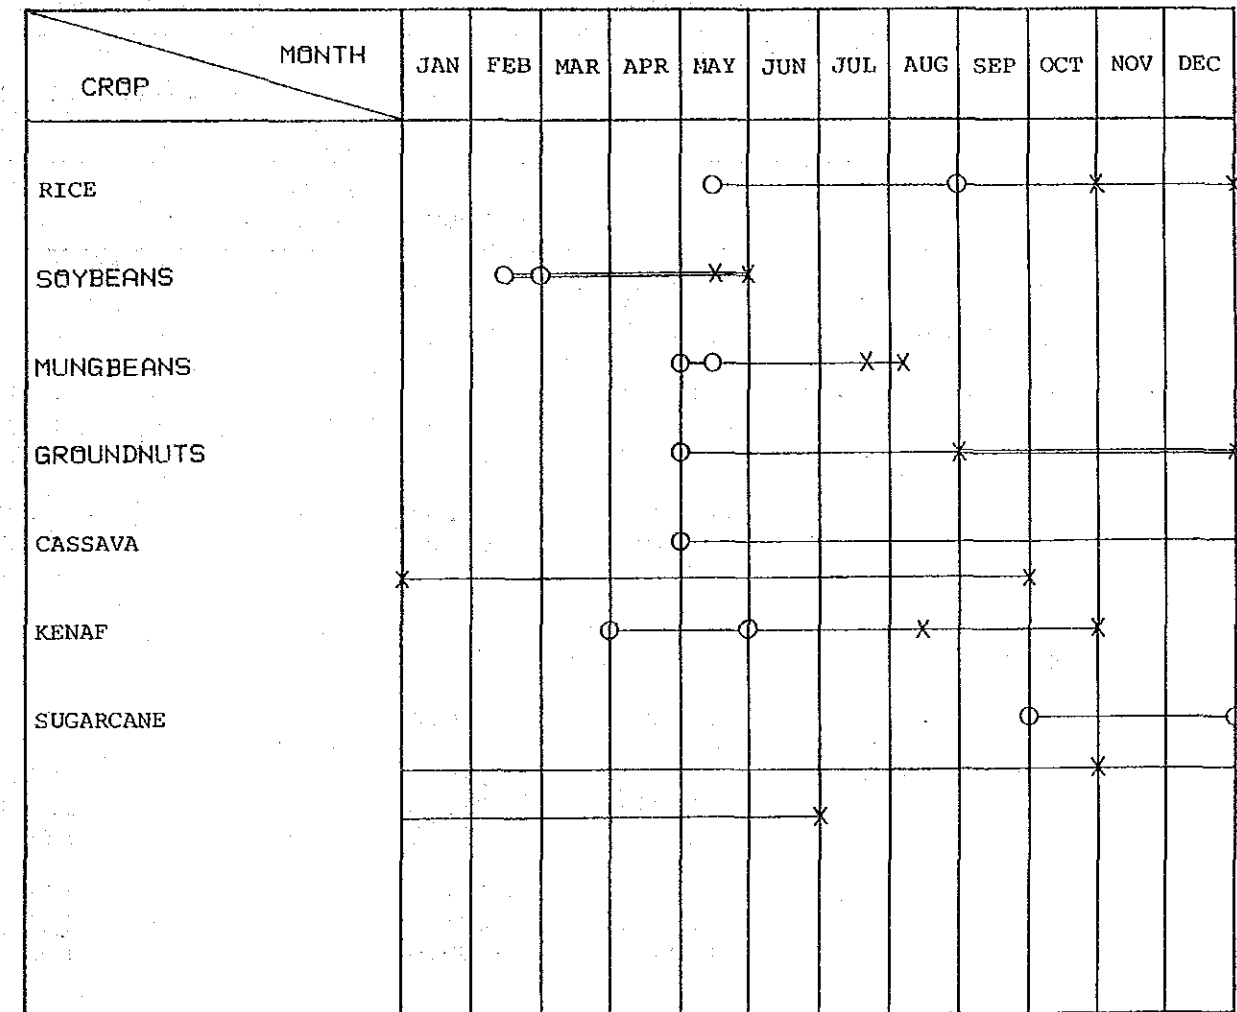 MONTH
CROP
JAN FEB MAR APR MAY JUN JUL AUG SEP OCT NOV DEC
RICE
SOYBEANS
MUNGBEANS
GROUNDNUTS
CASSAVA
KENAF
SUGARCANE